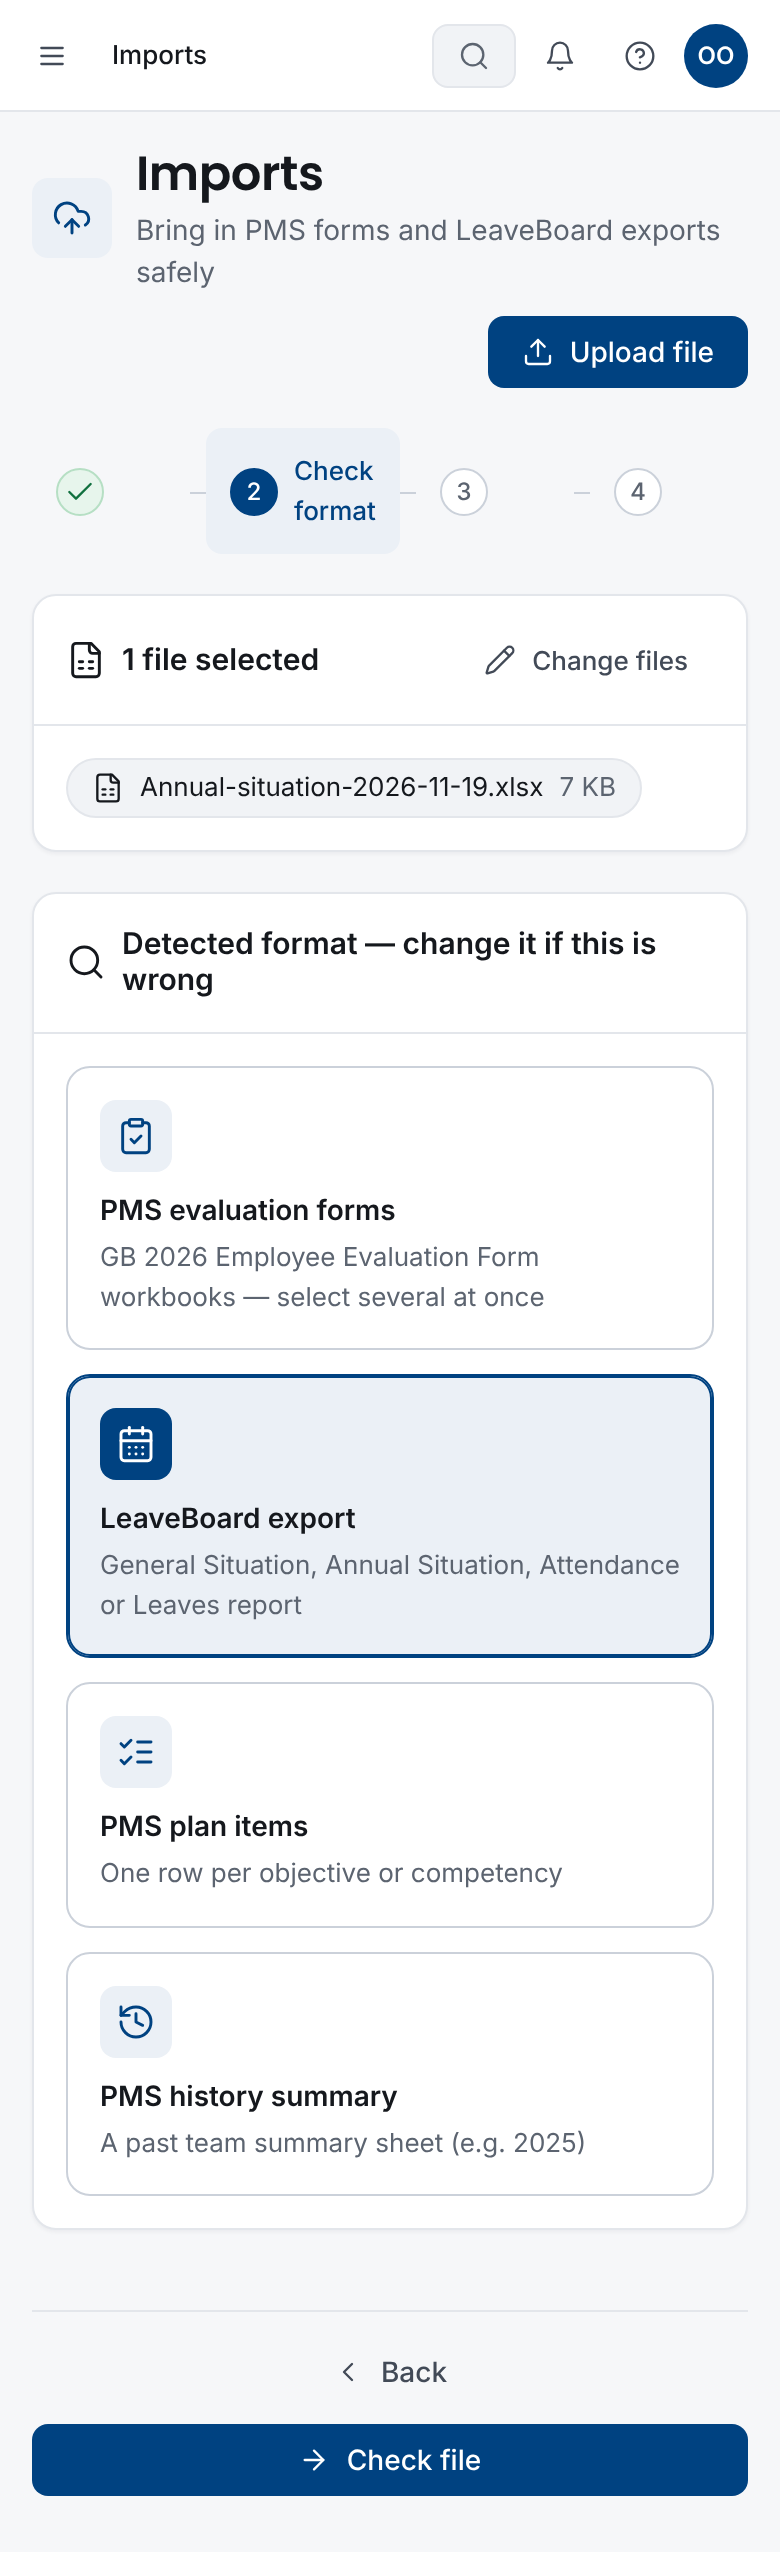 Imports
OO
Imports
Bring in PMS forms and LeaveBoard exports
safely
Upload file
2
Check
format
3
4
1 file selected
Change files
Annual-situation-2026-11-19.xlsx 7 KB
Detected format — change it if this is
wrong
PMS evaluation forms
GB 2026 Employee Evaluation Form
workbooks — select several at once
LeaveBoard export
General Situation, Annual Situation, Attendance
or Leaves report
PMS plan items
One row per objective or competency
PMS history summary
A past team summary sheet (e.g. 2025)
Back
Check file